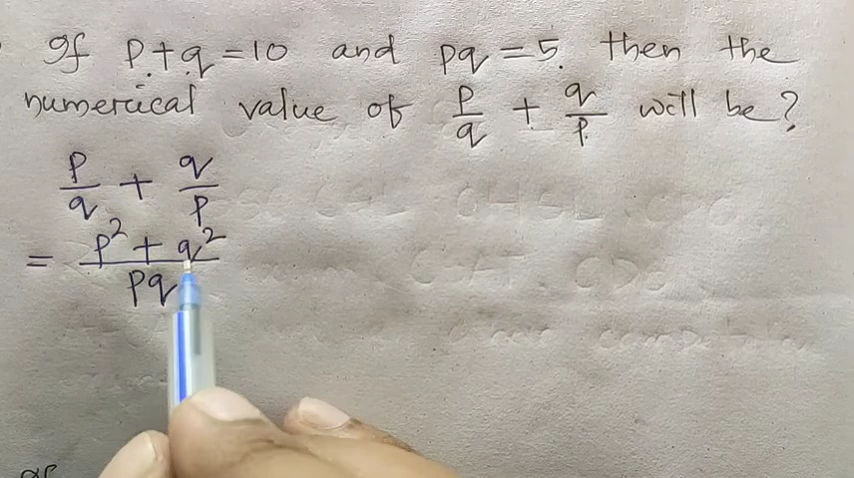 If p+q=10 and pq=5. then the
numerical value of p/q + q/p will be?
p/q + q/p
= p²+q²/pq